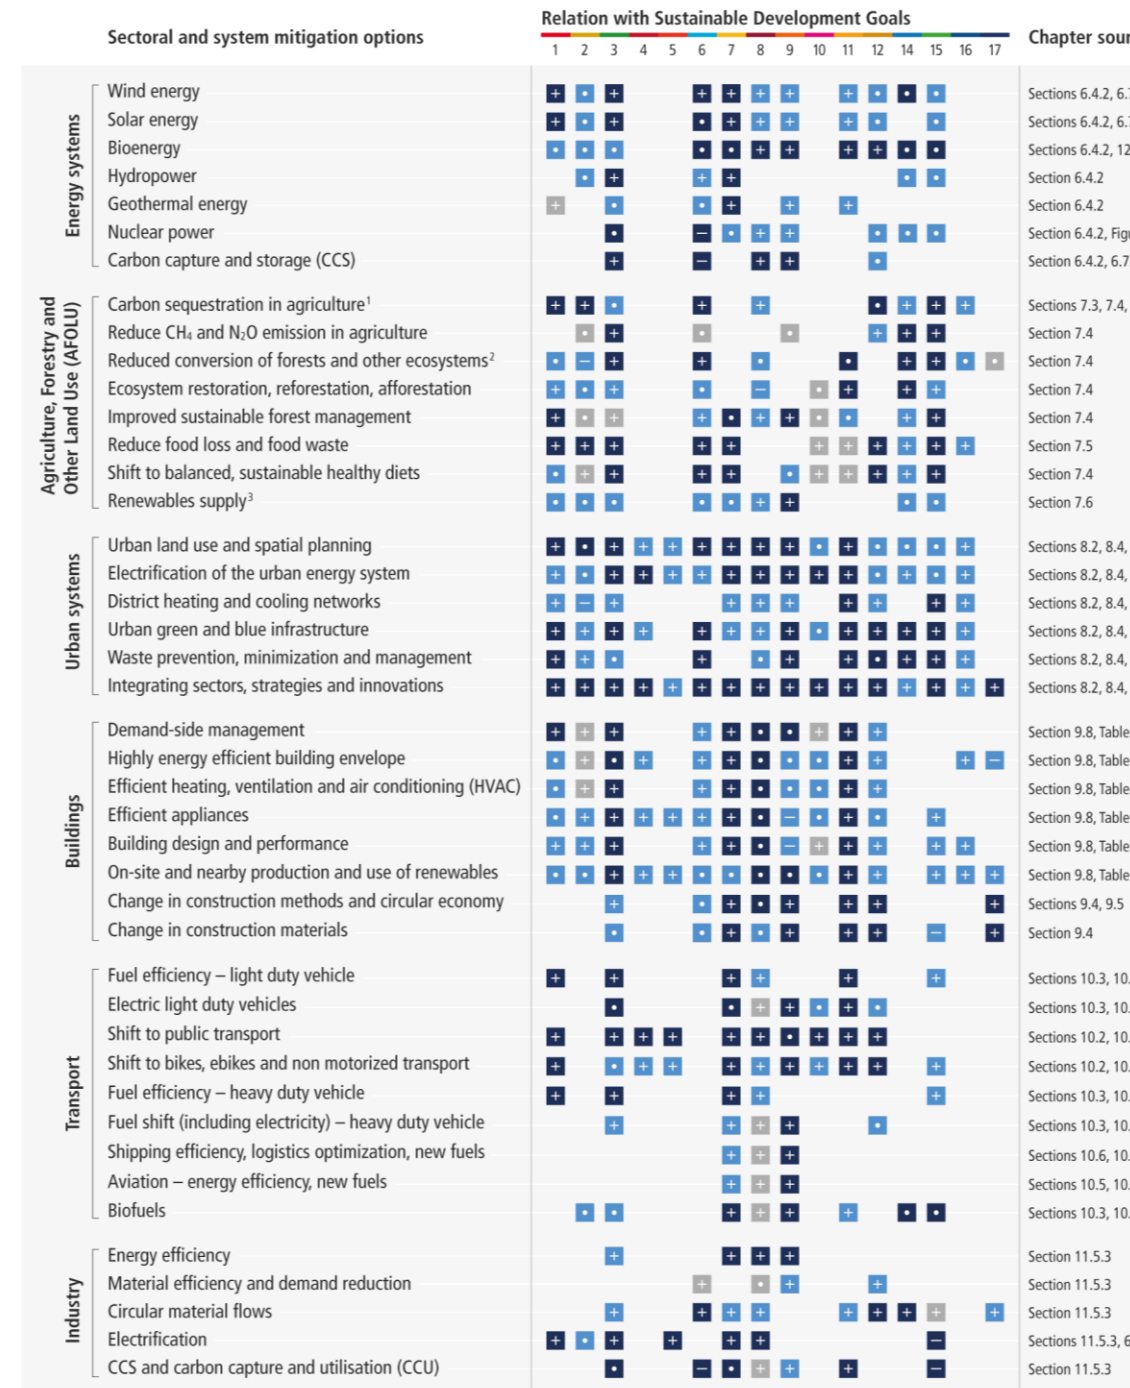 Relation with Sustainable Development Goals
Sectoral and system mitigation options
Chapter sour
1 2 3 4 5 6 7 8 9 10 11 12 14 15 16 17
Energy systems
Wind energy + • + + + + + + • • • Sections 6.4.2, 6.7
Solar energy + • + • + + + + • • Sections 6.4.2, 6.7
Bioenergy • • • • • + + + + • • Sections 6.4.2, 12
Hydropower • + + + • • Section 6.4.2
Geothermal energy + • • + + + Section 6.4.2
Nuclear power • − • + + • • • Section 6.4.2, Figu
Carbon capture and storage (CCS) + − + + • Section 6.4.2, 6.7
Agriculture, Forestry and
Other Land Use (AFOLU)
Carbon sequestration in agriculture¹ + + • + + • + + + Sections 7.3, 7.4,
Reduce CH₄ and N₂O emission in agriculture • + • • + + + Section 7.4
Reduced conversion of forests and other ecosystems² • − + + • • + + • • Section 7.4
Ecosystem restoration, reforestation, afforestation + • + • − • + + + Section 7.4
Improved sustainable forest management + • + + • + + • • + + Section 7.4
Reduce food loss and food waste + + + + + + + + + + + Section 7.5
Shift to balanced, sustainable healthy diets • + + + + • + + + + + Section 7.4
Renewables supply³ • • • • • + + • • Section 7.6
Urban systems
Urban land use and spatial planning + • + + + + + + + • + • • • + Sections 8.2, 8.4,
Electrification of the urban energy system + • + + + + + + + + + • + • + Sections 8.2, 8.4,
District heating and cooling networks + − + + + + + + + + Sections 8.2, 8.4,
Urban green and blue infrastructure + + + + + + + + • + + + + + Sections 8.2, 8.4,
Waste prevention, minimization and management + + • + • + + • + + + Sections 8.2, 8.4,
Integrating sectors, strategies and innovations + + + + + + + + + + + + + + + + Sections 8.2, 8.4,
Buildings
Demand-side management + + + + + • • + + + Section 9.8, Table
Highly energy efficient building envelope • + • + + + • • • + + + − Section 9.8, Table
Efficient heating, ventilation and air conditioning (HVAC) • + + + + • • • + + Section 9.8, Table
Efficient appliances • + + + + + + • − • + + + Section 9.8, Table
Building design and performance + + + + + • − + + + + + Section 9.8, Table
On-site and nearby production and use of renewables • • + + + • • • • • + + + + + Section 9.8, Table
Change in construction methods and circular economy + • + • + + + + Sections 9.4, 9.5
Change in construction materials • • + • + + + − + Section 9.4
Transport
Fuel efficiency – light duty vehicle + + + + + + Sections 10.3, 10.
Electric light duty vehicles • • + + • + • Sections 10.3, 10.
Shift to public transport + + + + + + • + + + Sections 10.2, 10.
Shift to bikes, ebikes and non motorized transport + • + + + + + + + + + Sections 10.2, 10.
Fuel efficiency – heavy duty vehicle + + + + + Sections 10.3, 10.
Fuel shift (including electricity) – heavy duty vehicle + + + + • Sections 10.3, 10.
Shipping efficiency, logistics optimization, new fuels + + + Sections 10.6, 10.
Aviation – energy efficiency, new fuels + + + Sections 10.5, 10.
Biofuels • • + + + + • • Sections 10.3, 10.
Industry
Energy efficiency + + + + Section 11.5.3
Material efficiency and demand reduction + • + + Section 11.5.3
Circular material flows + + + + + + + + + Section 11.5.3
Electrification + • + + + + − Sections 11.5.3, 6
CCS and carbon capture and utilisation (CCU) • − • + + + − Section 11.5.3